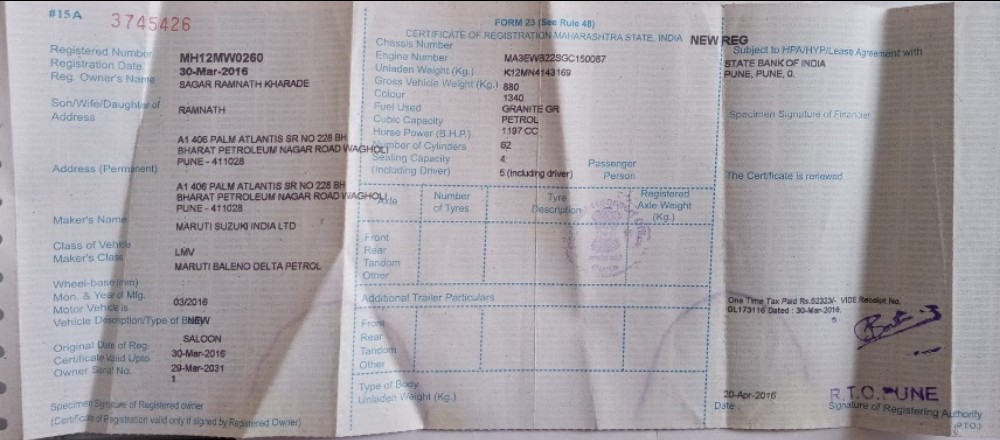 #15A 3745426
Registered Number MH12MW0260
Registration Date 30-Mar-2016
Reg. Owner's Name SAGAR RAMNATH KHARADE
Son/Wife/Daughter of RAMNATH
Address
A1 406 PALM ATLANTIS SR NO 228 BH
BHARAT PETROLEUM NAGAR ROAD WAGHOLI
PUNE - 411028
Address (Permanent)
A1 406 PALM ATLANTIS SR NO 228 BH
BHARAT PETROLEUM NAGAR ROAD WAGHOLI
PUNE - 411028
Maker's Name MARUTI SUZUKI INDIA LTD
Class of Vehicle LMV
Maker's Class MARUTI BALENO DELTA PETROL
Wheel-base (mm)
Mon. & Year of Mfg. 03/2016
Motor Vehicle is NEW
Vehicle Description/Type of Body
SALOON
Original Date of Reg. 30-Mar-2016
Certificate Valid Upto 29-Mar-2031
Owner Serial No. 1
Specimen Signature of Registered owner
(Certificate of Registration valid only if signed by Registered Owner)
FORM 23 (See Rule 48)
CERTIFICATE OF REGISTRATION MAHARASHTRA STATE, INDIA NEW REG
Chassis Number
Engine Number MA3EWB22SGC150087
Unladen Weight (Kg.) K12MN4143169
Gross Vehicle Weight (Kg.) 880
Colour 1340
Fuel Used GRANITE GR
Cubic Capacity PETROL
Horse Power (B.H.P.) 1197 CC
Number of Cylinders 62
Seating Capacity 4
(Including Driver) 5 (including driver)
Passenger
Person
Axle
Number
of Tyres
Tyre
Description
Registered
Axle Weight
(Kg.)
Front
Rear
Tandom
Other
Additional Trailer Particulars
Front
Rear
Tandom
Other
Type of Body
Unladen Weight (Kg.)
Subject to HPA/HYP/Lease Agreement with
STATE BANK OF INDIA
PUNE, PUNE, 0.
Specimen Signature of Financier
The Certificate is renewed
One Time Tax Paid Rs.52323/- VIDE Receipt No.
GL173116 Dated : 30-Mar-2016.
20-Apr-2016
Date :
R.T.O. PUNE
Signature of Registering Authority
(P.T.O.)